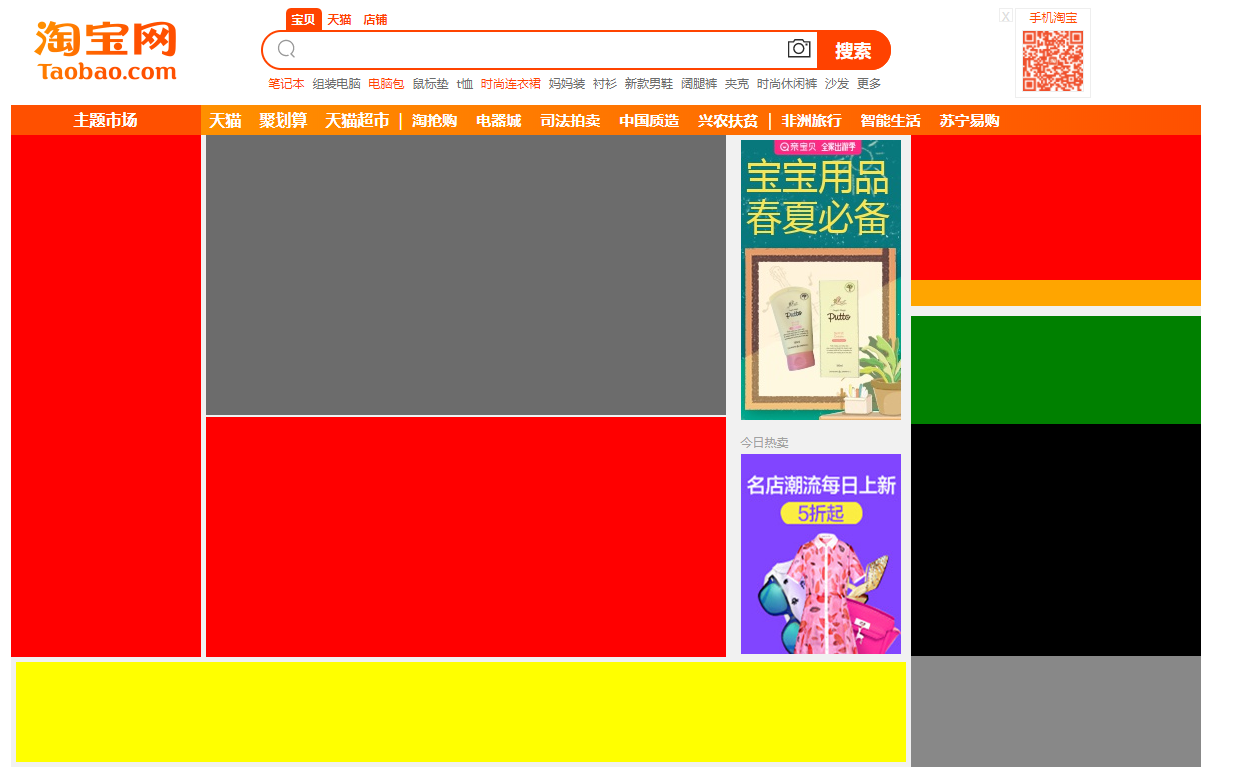 淘宝网
Taobao.com
宝贝 天猫 店铺
搜索
笔记本 组装电脑 电脑包 鼠标垫 t恤 时尚连衣裙 妈妈装 衬衫 新款男鞋 阔腿裤 夹克 时尚休闲裤 沙发 更多
X
手机淘宝
主题市场
天猫 聚划算 天猫超市 | 淘抢购 电器城 司法拍卖 中国质造 兴农扶贫 | 非洲旅行 智能生活 苏宁易购
亲宝贝 全家出游季
宝宝用品
春夏必备
Putto
Putto
今日热卖
名店潮流每日上新
5折起